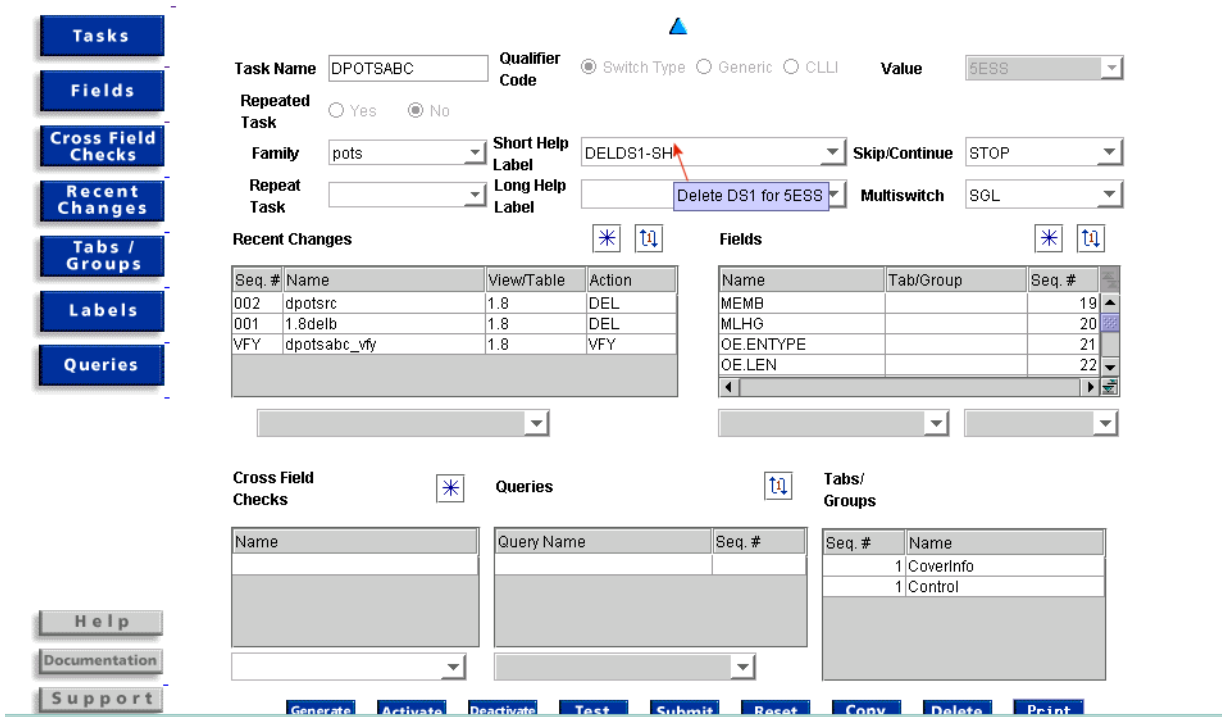 Tasks
Fields
Cross Field
Checks
Recent
Changes
Tabs /
Groups
Labels
Queries
Help
Documentation
Support
Task Name DPOTSABC
Qualifier
Code
Switch Type Generic CLLI
Value 5ESS
Repeated
Task
Yes No
Family pots
Short Help
Label
DELDS1-SH
Skip/Continue STOP
Repeat
Task
Long Help
Label
Delete DS1 for 5ESS
Multiswitch SGL
Recent Changes
Seq. # Name View/Table Action
002 dpotsrc 1.8 DEL
001 1.8delb 1.8 DEL
VFY dpotsabc_vfy 1.8 VFY
Fields
Name Tab/Group Seq. #
MEMB 19
MLHG 20
OE.ENTYPE 21
OE.LEN 22
Cross Field
Checks
Name
Queries
Query Name Seq. #
Tabs/
Groups
Seq. # Name
1 CoverInfo
1 Control
Generate Activate Deactivate Test Submit Reset Copy Delete Print